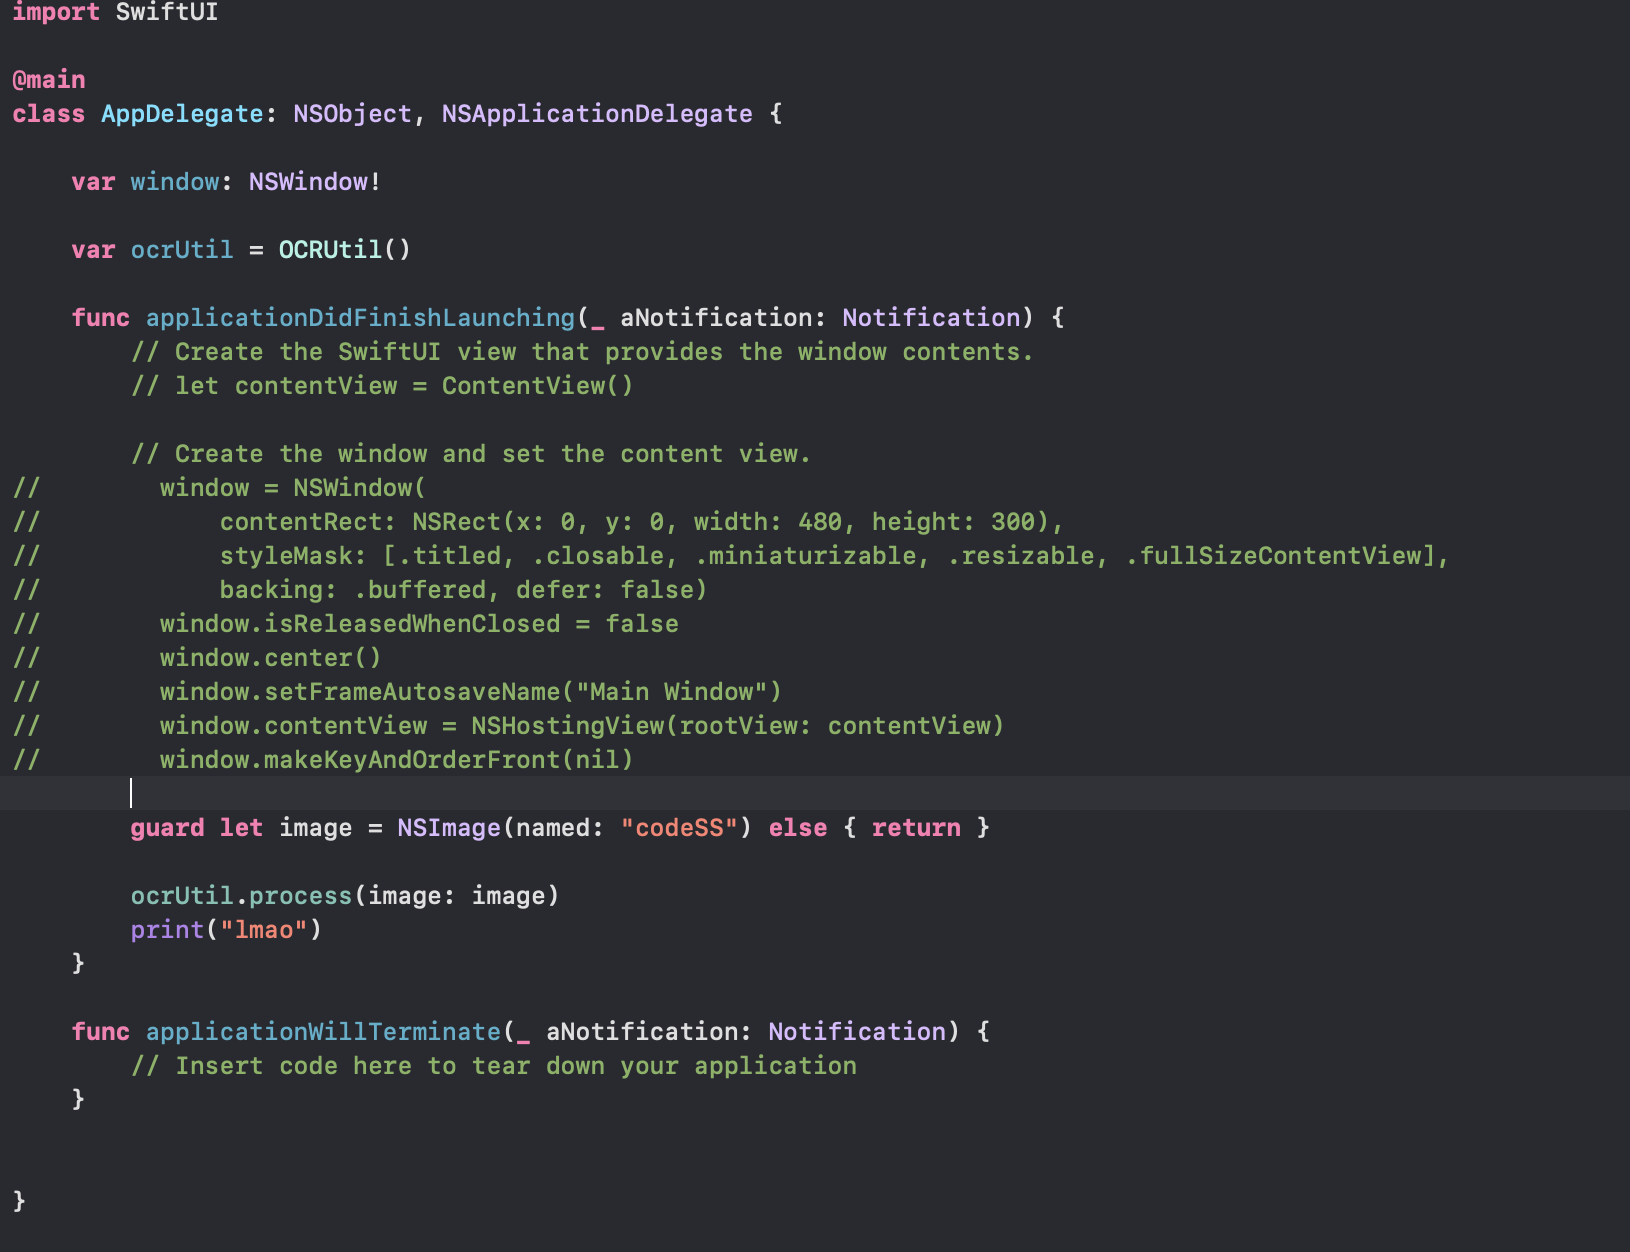 import SwiftUI

@main
class AppDelegate: NSObject, NSApplicationDelegate {

    var window: NSWindow!

    var ocrUtil = OCRUtil()

    func applicationDidFinishLaunching(_ aNotification: Notification) {
        // Create the SwiftUI view that provides the window contents.
        // let contentView = ContentView()

        // Create the window and set the content view.
//        window = NSWindow(
//            contentRect: NSRect(x: 0, y: 0, width: 480, height: 300),
//            styleMask: [.titled, .closable, .miniaturizable, .resizable, .fullSizeContentView],
//            backing: .buffered, defer: false)
//        window.isReleasedWhenClosed = false
//        window.center()
//        window.setFrameAutosaveName("Main Window")
//        window.contentView = NSHostingView(rootView: contentView)
//        window.makeKeyAndOrderFront(nil)

        guard let image = NSImage(named: "codeSS") else { return }

        ocrUtil.process(image: image)
        print("lmao")
    }

    func applicationWillTerminate(_ aNotification: Notification) {
        // Insert code here to tear down your application
    }


}